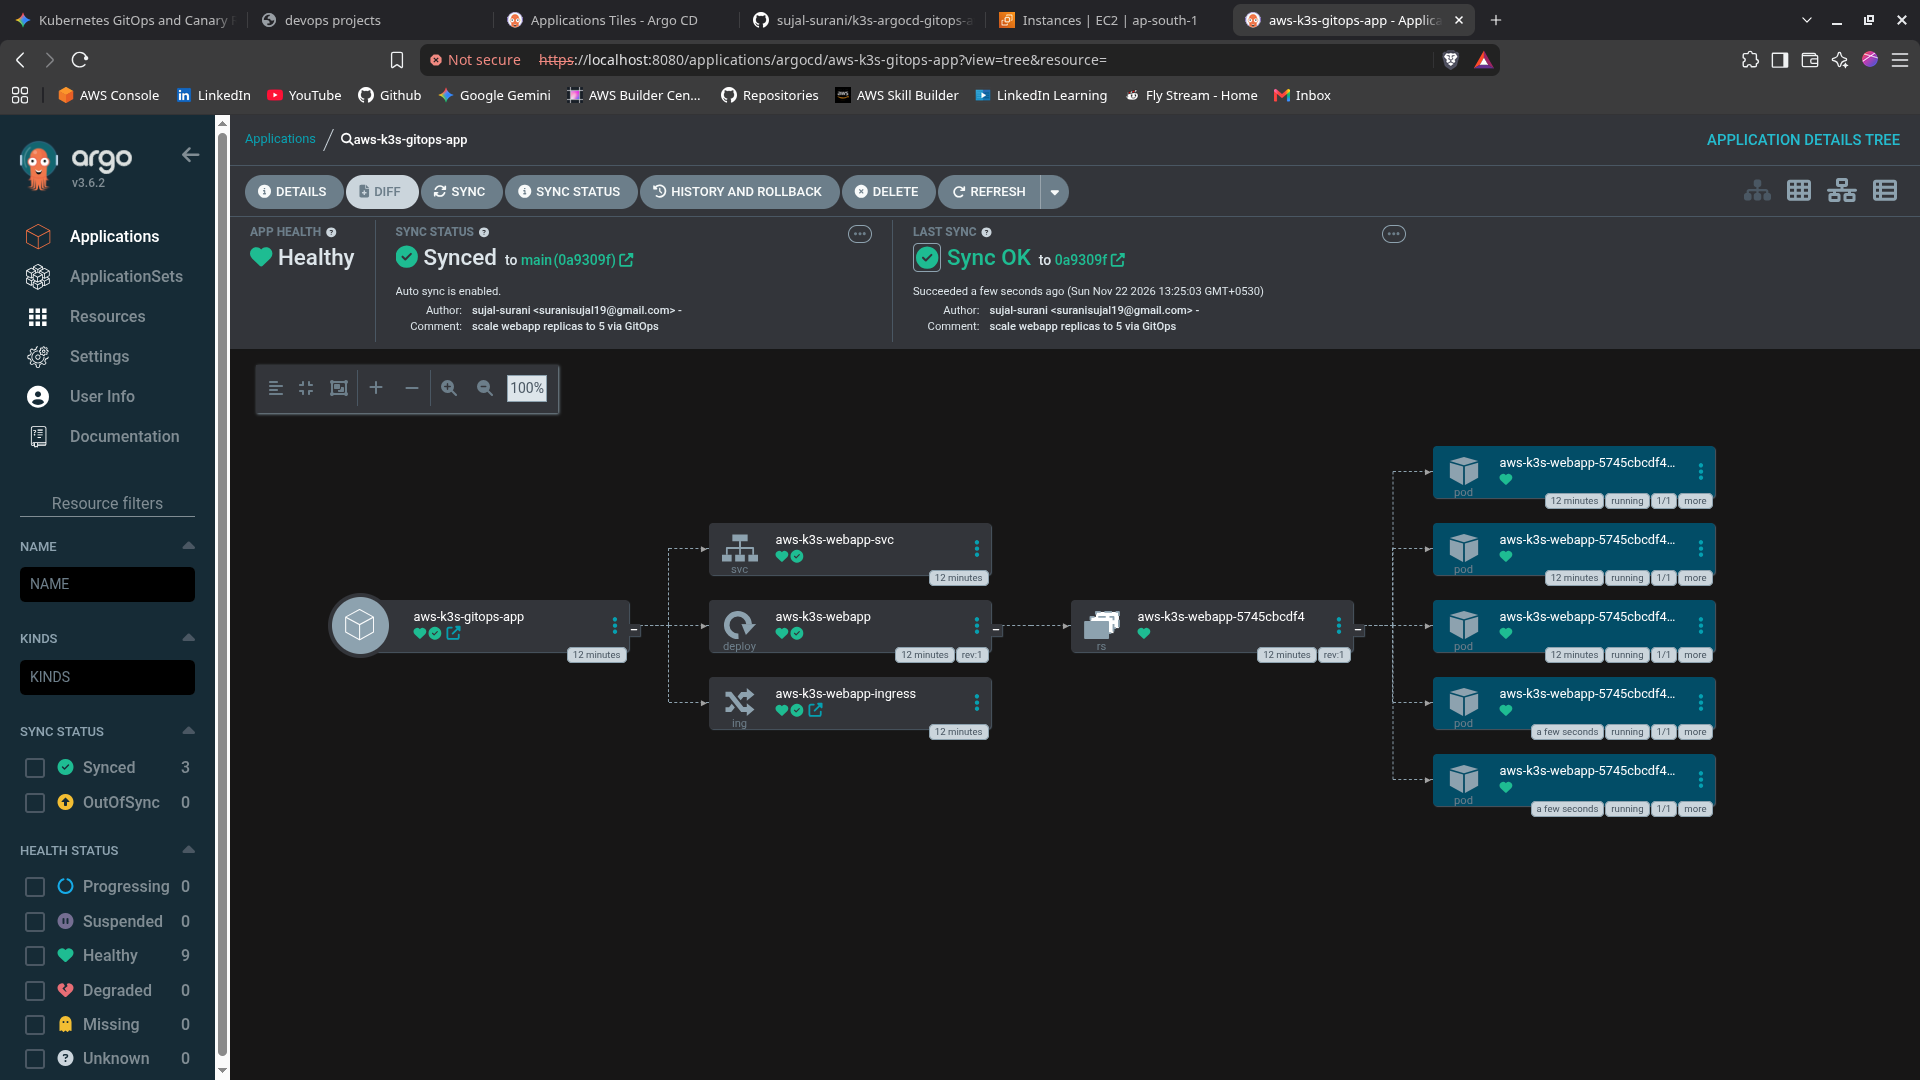 Kubernetes GitOps and Canary
devops projects
Applications Tiles - Argo CD
sujal-surani/k3s-argocd-gitops-a
Instances | EC2 | ap-south-1
aws-k3s-gitops-app - Applica
Not secure
https://localhost:8080/applications/argocd/aws-k3s-gitops-app?view=tree&resource=
AWS Console
LinkedIn
YouTube
Github
Google Gemini
AWS Builder Cen...
Repositories
AWS Skill Builder
LinkedIn Learning
Fly Stream - Home
Inbox
argo
v3.6.2
Applications
ApplicationSets
Resources
Settings
User Info
Documentation
Resource filters
NAME
NAME
KINDS
KINDS
SYNC STATUS
Synced 3
OutOfSync 0
HEALTH STATUS
Progressing 0
Suspended 0
Healthy 9
Degraded 0
Missing 0
Unknown 0
Applications / aws-k3s-gitops-app
APPLICATION DETAILS TREE
DETAILS
DIFF
SYNC
SYNC STATUS
HISTORY AND ROLLBACK
DELETE
REFRESH
APP HEALTH
Healthy
SYNC STATUS
Synced to main (0a9309f)
Auto sync is enabled.
Author: sujal-surani <suranisujal19@gmail.com> -
Comment: scale webapp replicas to 5 via GitOps
LAST SYNC
Sync OK to 0a9309f
Succeeded a few seconds ago (Sun Nov 22 2026 13:25:03 GMT+0530)
Author: sujal-surani <suranisujal19@gmail.com> -
Comment: scale webapp replicas to 5 via GitOps
100%
aws-k3s-gitops-app
12 minutes
aws-k3s-webapp-svc
svc
12 minutes
aws-k3s-webapp
deploy
12 minutes rev:1
aws-k3s-webapp-ingress
ing
12 minutes
aws-k3s-webapp-5745cbcdf4
rs
12 minutes rev:1
aws-k3s-webapp-5745cbcdf4...
pod
12 minutes running 1/1 more
aws-k3s-webapp-5745cbcdf4...
pod
12 minutes running 1/1 more
aws-k3s-webapp-5745cbcdf4...
pod
12 minutes running 1/1 more
aws-k3s-webapp-5745cbcdf4...
pod
a few seconds running 1/1 more
aws-k3s-webapp-5745cbcdf4...
pod
a few seconds running 1/1 more